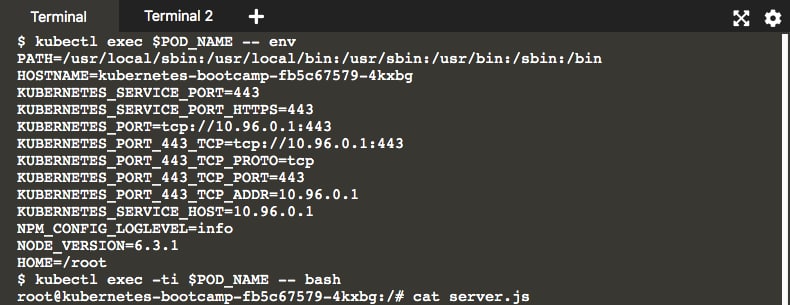 Terminal Terminal 2 +
$ kubectl exec $POD_NAME -- env
PATH=/usr/local/sbin:/usr/local/bin:/usr/sbin:/usr/bin:/sbin:/bin
HOSTNAME=kubernetes-bootcamp-fb5c67579-4kxbg
KUBERNETES_SERVICE_PORT=443
KUBERNETES_SERVICE_PORT_HTTPS=443
KUBERNETES_PORT=tcp://10.96.0.1:443
KUBERNETES_PORT_443_TCP=tcp://10.96.0.1:443
KUBERNETES_PORT_443_TCP_PROTO=tcp
KUBERNETES_PORT_443_TCP_PORT=443
KUBERNETES_PORT_443_TCP_ADDR=10.96.0.1
KUBERNETES_SERVICE_HOST=10.96.0.1
NPM_CONFIG_LOGLEVEL=info
NODE_VERSION=6.3.1
HOME=/root
$ kubectl exec -ti $POD_NAME -- bash
root@kubernetes-bootcamp-fb5c67579-4kxbg:/# cat server.js